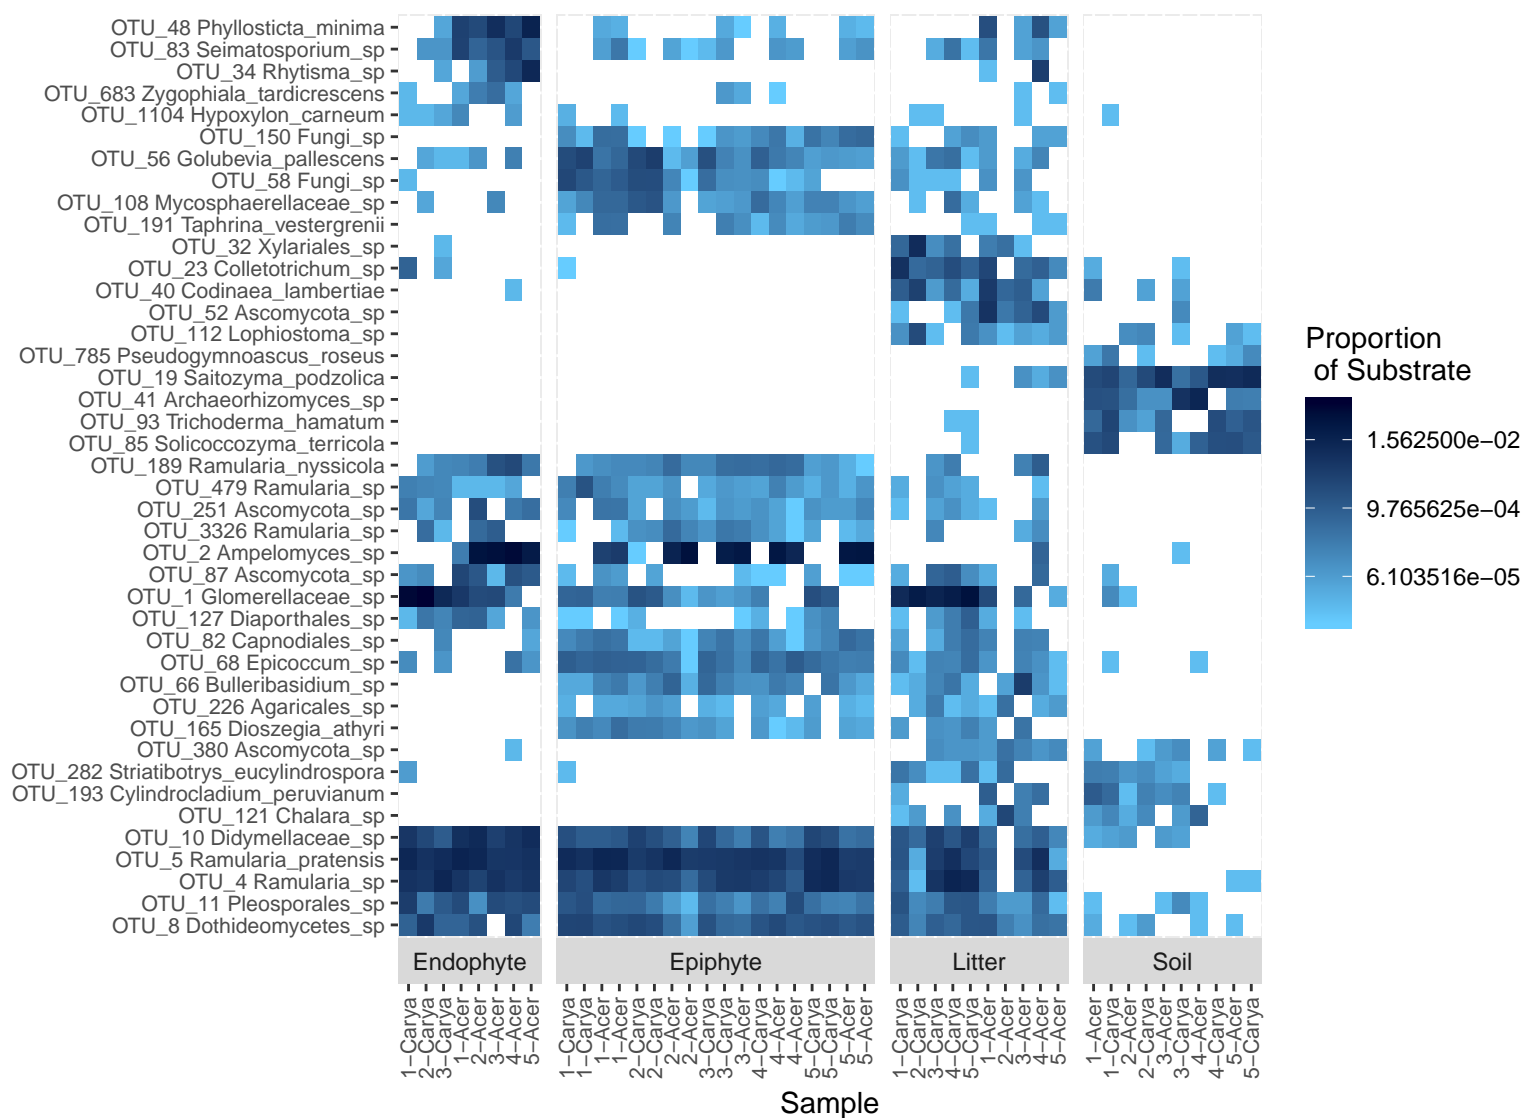 OTU_48 Phyllosticta_minima
OTU_83 Seimatosporium_sp
OTU_34 Rhytisma_sp
OTU_683 Zygophiala_tardicrescens
OTU_1104 Hypoxylon_carneum
OTU_150 Fungi_sp
OTU_56 Golubevia_pallescens
OTU_58 Fungi_sp
OTU_108 Mycosphaerellaceae_sp
OTU_191 Taphrina_vestergrenii
OTU_32 Xylariales_sp
OTU_23 Colletotrichum_sp
OTU_40 Codinaea_lambertiae
OTU_52 Ascomycota_sp
OTU_112 Lophiostoma_sp
OTU_785 Pseudogymnoascus_roseus
OTU_19 Saitozyma_podzolica
OTU_41 Archaeorhizomyces_sp
OTU_93 Trichoderma_hamatum
OTU_85 Solicoccozyma_terricola
OTU_189 Ramularia_nyssicola
OTU_479 Ramularia_sp
OTU_251 Ascomycota_sp
OTU_3326 Ramularia_sp
OTU_2 Ampelomyces_sp
OTU_87 Ascomycota_sp
OTU_1 Glomerellaceae_sp
OTU_127 Diaporthales_sp
OTU_82 Capnodiales_sp
OTU_68 Epicoccum_sp
OTU_66 Bulleribasidium_sp
OTU_226 Agaricales_sp
OTU_165 Dioszegia_athyri
OTU_380 Ascomycota_sp
OTU_282 Striatibotrys_eucylindrospora
OTU_193 Cylindrocladium_peruvianum
OTU_121 Chalara_sp
OTU_10 Didymellaceae_sp
OTU_5 Ramularia_pratensis
OTU_4 Ramularia_sp
OTU_11 Pleosporales_sp
OTU_8 Dothideomycetes_sp
Endophyte
Epiphyte
Litter
Soil
1−Carya
2−Carya
3−Carya
1−Acer
2−Acer
3−Acer
4−Acer
5−Acer
1−Carya
1−Carya
1−Acer
1−Acer
2−Carya
2−Carya
2−Acer
2−Acer
3−Carya
3−Acer
3−Acer
4−Carya
4−Acer
4−Acer
5−Carya
5−Carya
5−Acer
5−Acer
1−Carya
2−Carya
3−Carya
4−Carya
5−Carya
1−Acer
2−Acer
3−Acer
4−Acer
5−Acer
1−Acer
1−Carya
2−Acer
2−Carya
3−Acer
3−Carya
4−Acer
4−Carya
5−Acer
5−Carya
Sample
Proportion
of Substrate
1.562500e−02
9.765625e−04
6.103516e−05